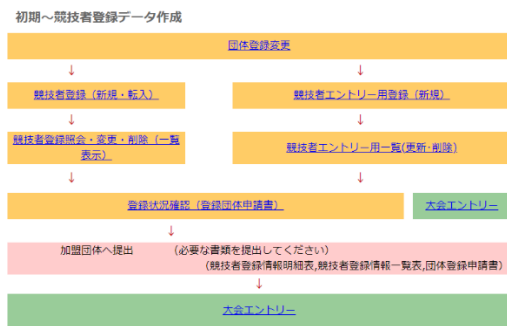 初期～競技者登録データ作成
団体登録変更
↓ ↓
競技者登録（新規・転入） 競技者エントリー用登録（新規）
↓ ↓
競技者登録照会・変更・削除（一覧
表示） 競技者エントリー用一覧(更新･削除)
↓ ↓
登録状況確認（登録団体申請書） 大会エントリー
↓
加盟団体へ提出 （必要な書類を提出してください）
（競技者登録情報明細表,競技者登録情報一覧表,団体登録申請書）
↓
大会エントリー